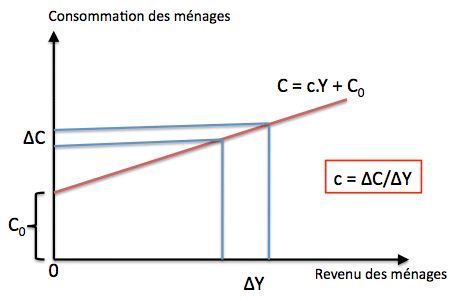 Consommation des ménages
C = c.Y + C₀
ΔC
c = ΔC/ΔY
C₀
0
Revenu des ménages
ΔY